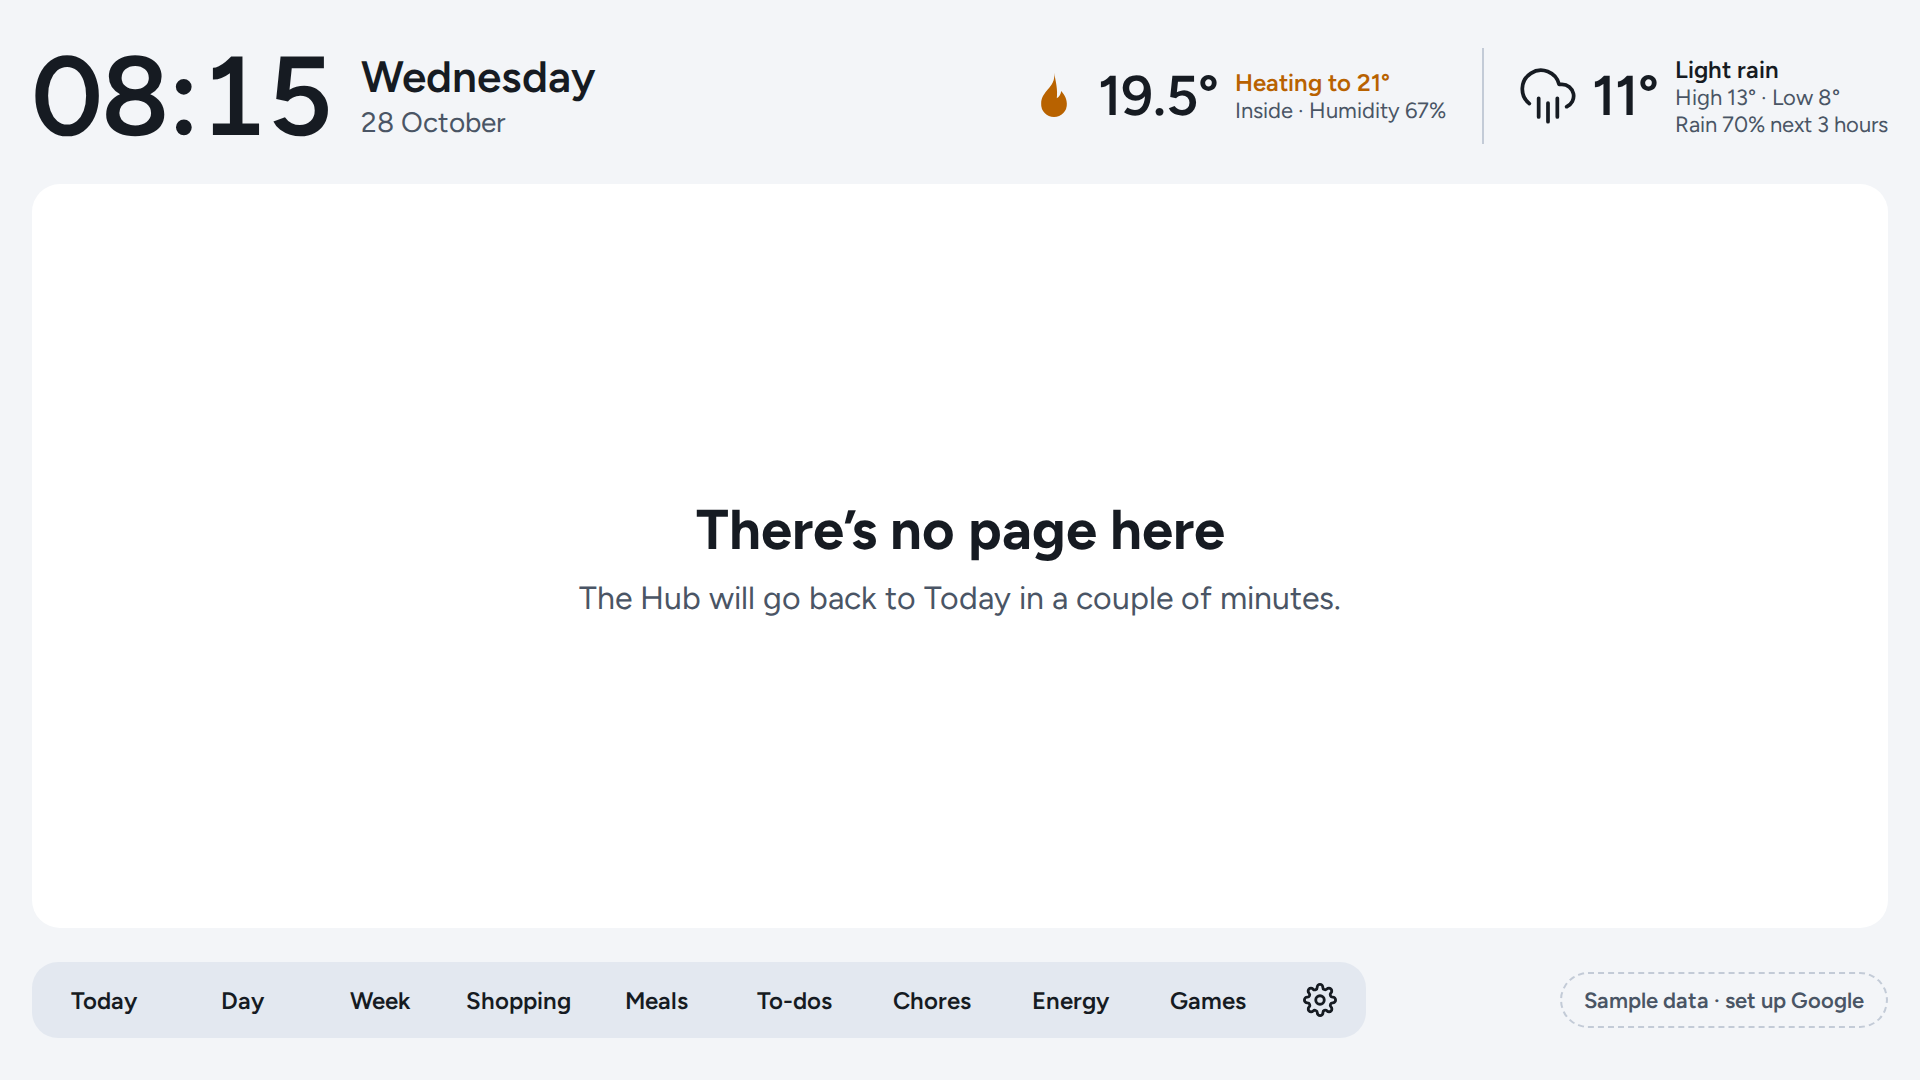 08:15
Wednesday
28 October
19.5°
Heating to 21°
Inside · Humidity 67%
11°
Light rain
High 13° · Low 8°
Rain 70% next 3 hours
There’s no page here
The Hub will go back to Today in a couple of minutes.
Today Day Week Shopping Meals To-dos Chores Energy Games
Sample data · set up Google